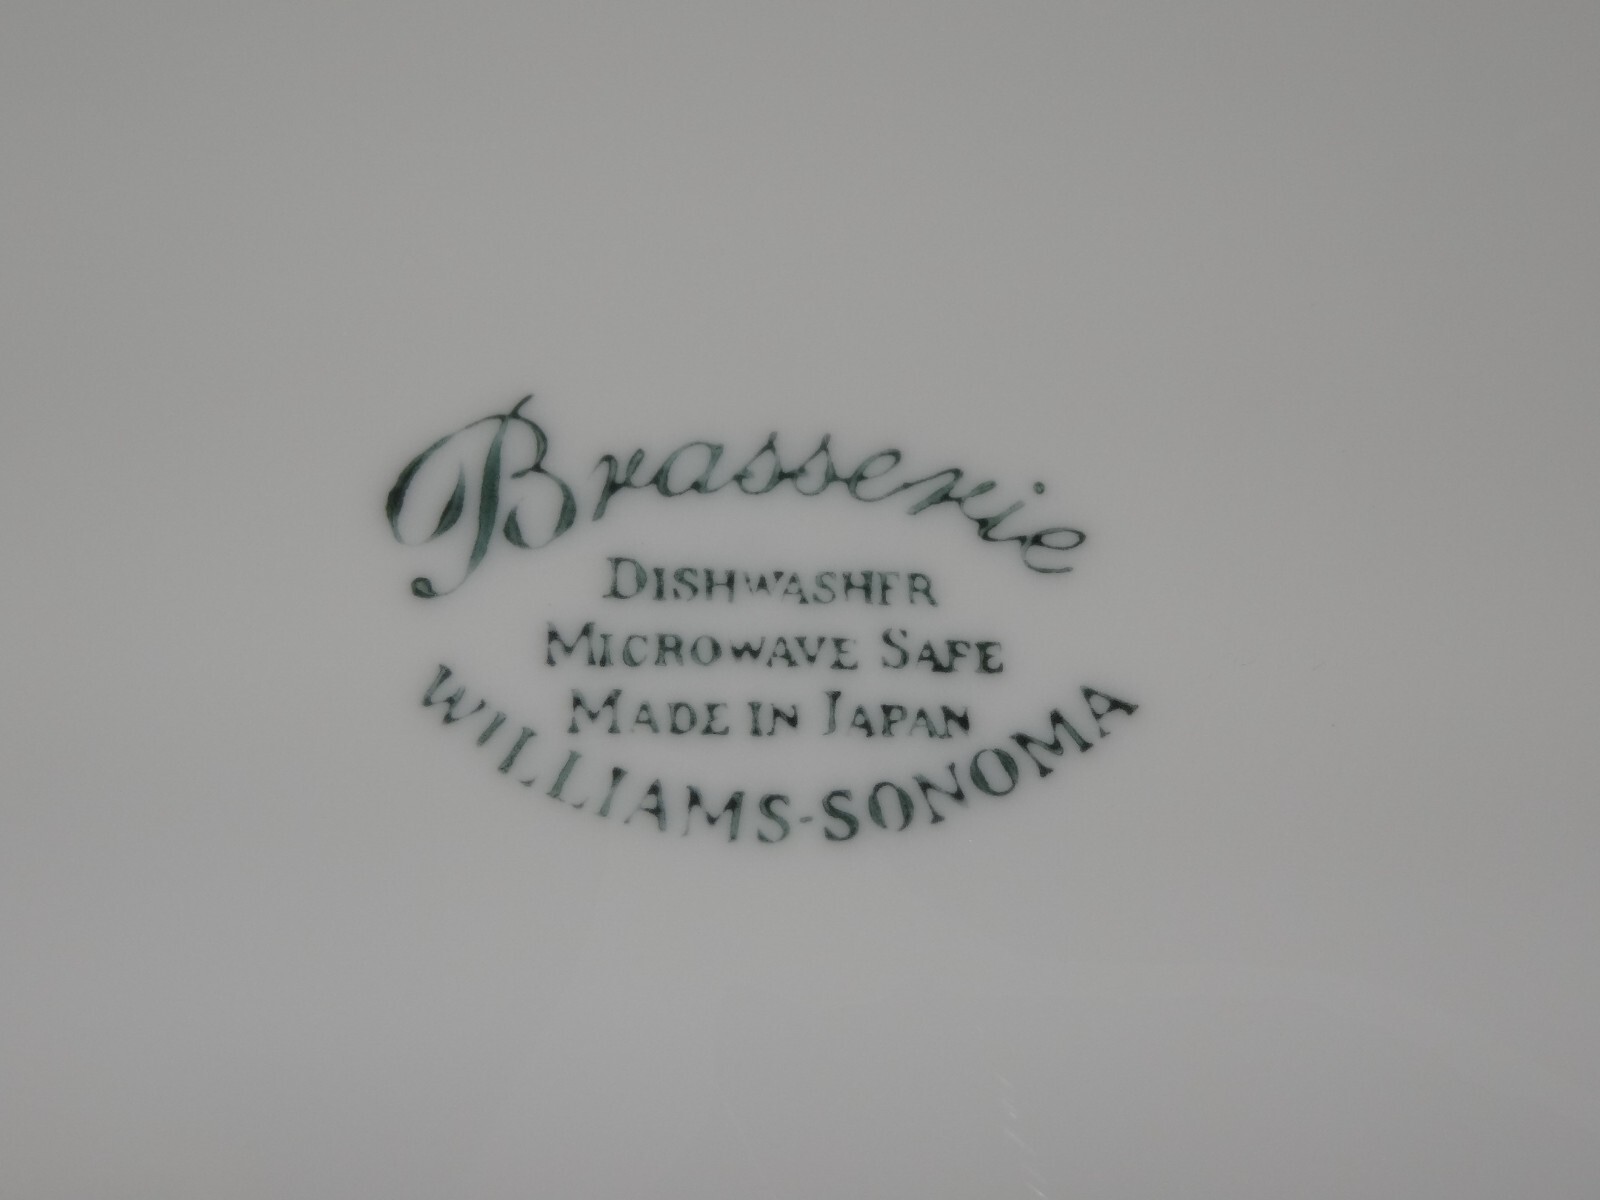 Brasserie
DISHWASHER
MICROWAVE SAFE
MADE IN JAPAN
WILLIAMS-SONOMA